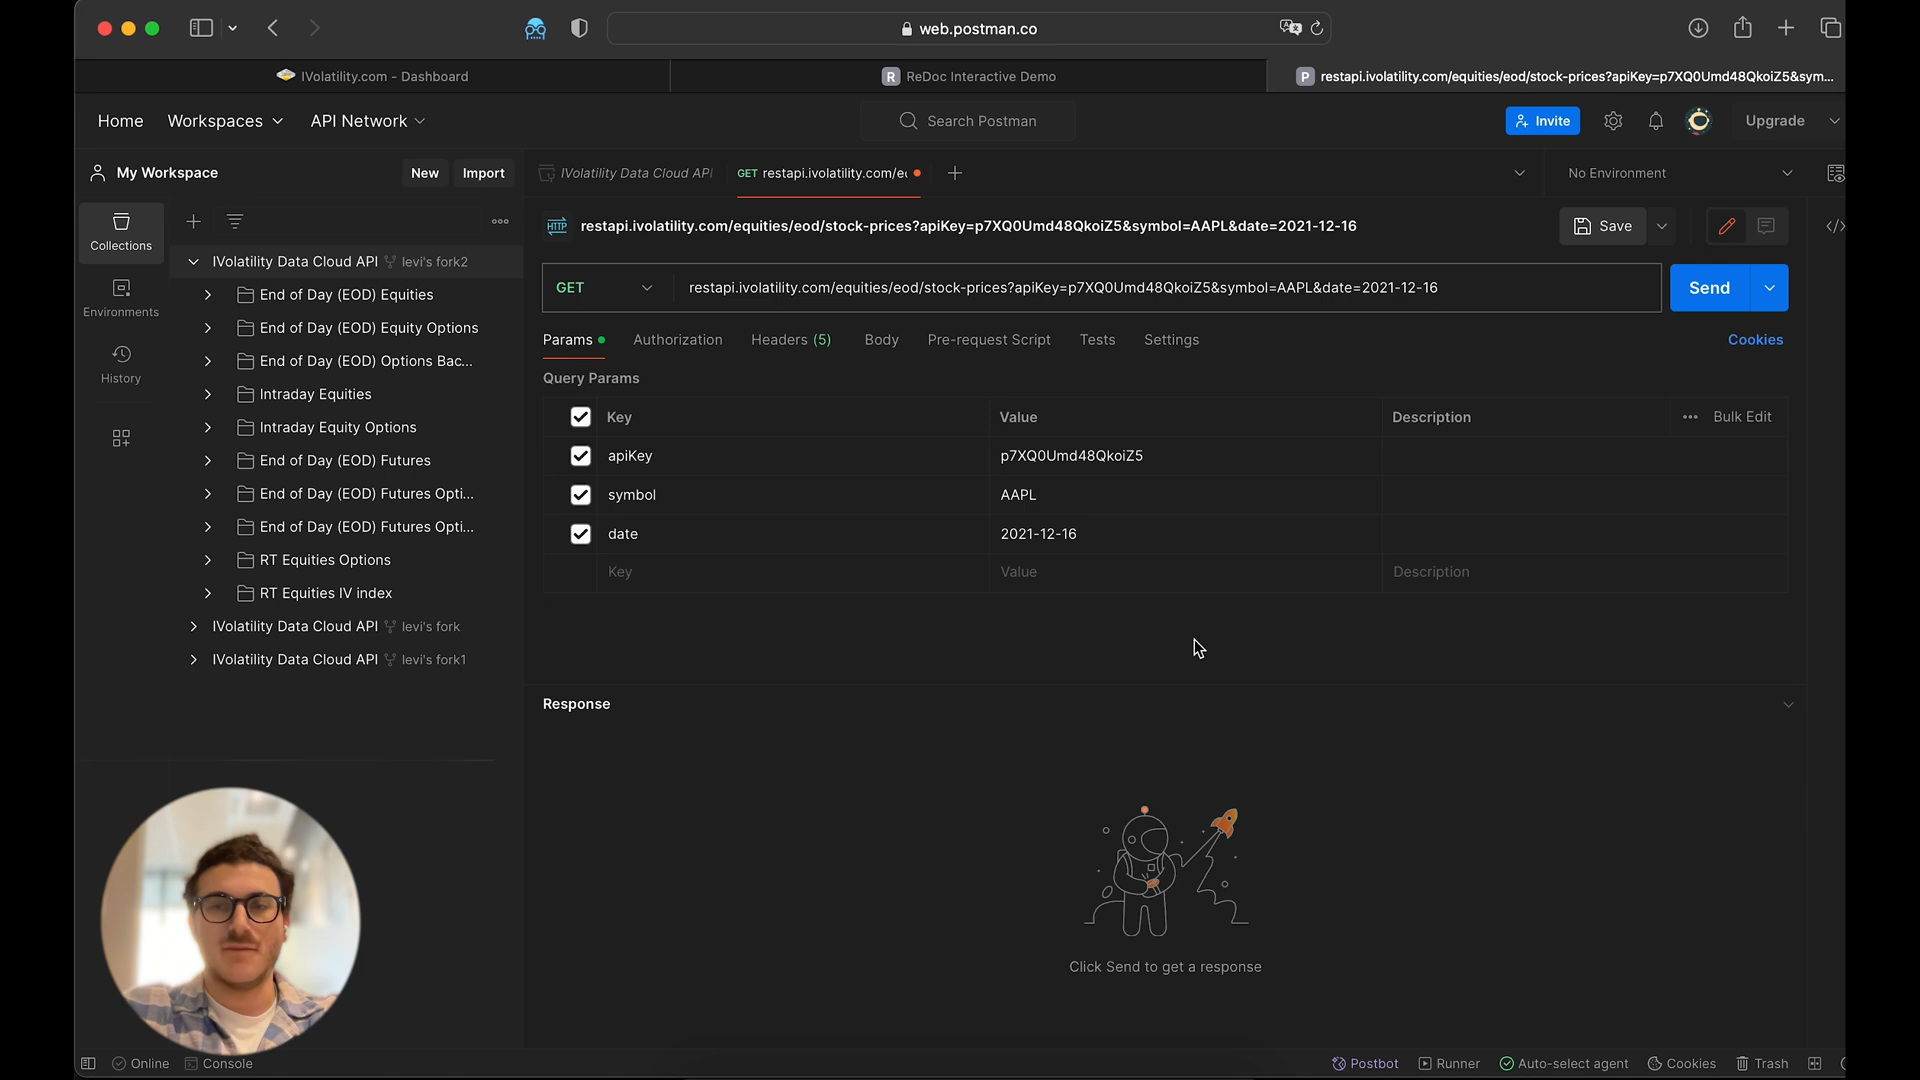 web.postman.co
IVolatility.com - Dashboard
R ReDoc Interactive Demo
P restapi.ivolatility.com/equities/eod/stock-prices?apiKey=p7XQ0Umd48QkoiZ5&sym...
Home Workspaces API Network
Search Postman
Invite
Upgrade
My Workspace
New Import
IVolatility Data Cloud API
GET restapi.ivolatility.com/e
No Environment
Collections
HTTP restapi.ivolatility.com/equities/eod/stock-prices?apiKey=p7XQ0Umd48QkoiZ5&symbol=AAPL&date=2021-12-16
Save
</>
IVolatility Data Cloud API levi's fork2
Environments
End of Day (EOD) Equities
GET restapi.ivolatility.com/equities/eod/stock-prices?apiKey=p7XQ0Umd48QkoiZ5&symbol=AAPL&date=2021-12-16
Send
End of Day (EOD) Equity Options
Params Authorization Headers (5) Body Pre-request Script Tests Settings
Cookies
History
End of Day (EOD) Options Bac...
Query Params
Intraday Equities
Key Value Description Bulk Edit
Intraday Equity Options
apiKey p7XQ0Umd48QkoiZ5
End of Day (EOD) Futures
symbol AAPL
End of Day (EOD) Futures Opti...
date 2021-12-16
End of Day (EOD) Futures Opti...
Key Value Description
RT Equities Options
RT Equities IV index
IVolatility Data Cloud API levi's fork
IVolatility Data Cloud API levi's fork1
Response
Click Send to get a response
Online Console
Postbot Runner Auto-select agent Cookies Trash